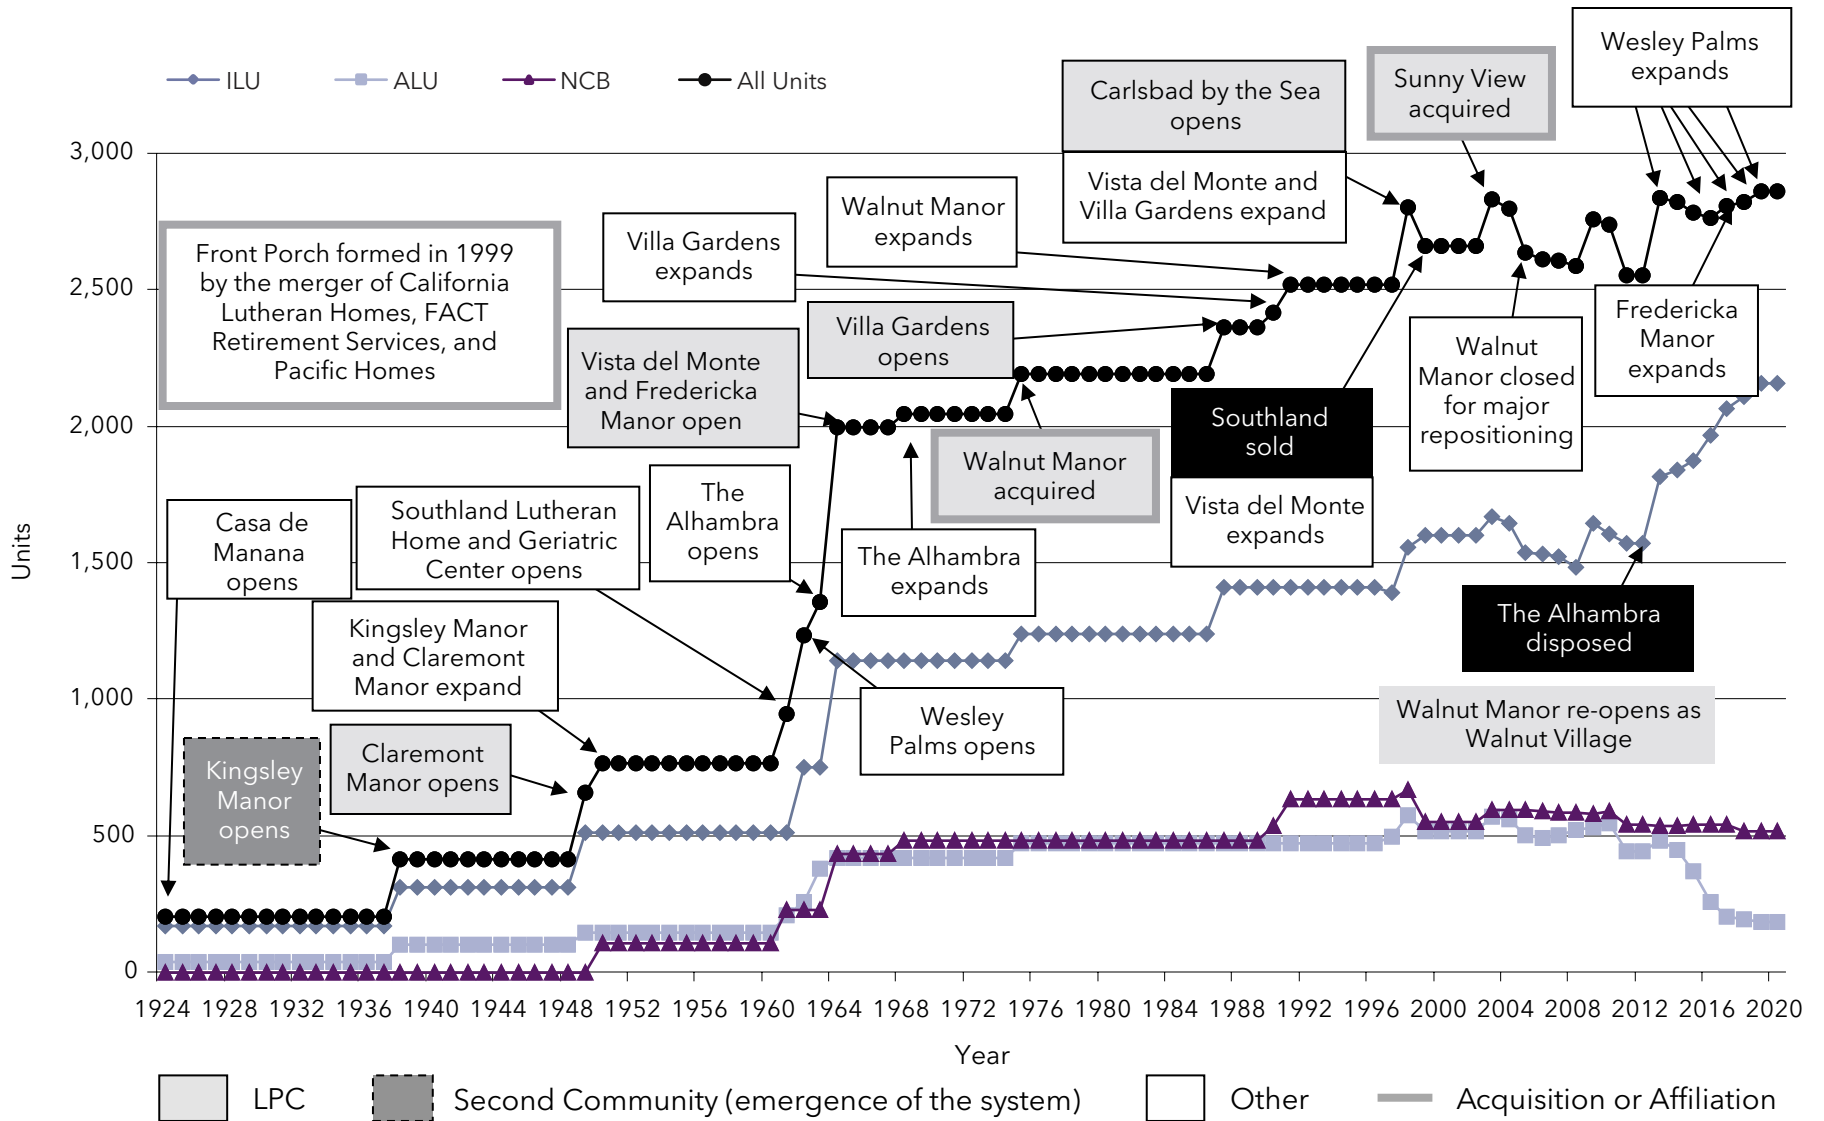 Wesley Palms
expands
ILU
ALU
NCB
All Units
Carlsbad by the Sea
opens
Sunny View
acquired
3,000
2,500
2,000
1,500
1,000
500
0
Units
Vista del Monte and
Villa Gardens expand
Walnut Manor
expands
Villa Gardens
expands
Front Porch formed in 1999
by the merger of California
Lutheran Homes, FACT
Retirement Services, and
Pacific Homes
Villa Gardens
opens
Vista del Monte
and Fredericka
Manor open
Fredericka
Manor
expands
Walnut
Manor closed
for major
repositioning
Southland
sold
Vista del Monte
expands
Walnut Manor
acquired
The
Alhambra
opens
Southland Lutheran
Home and Geriatric
Center opens
Casa de
Manana
opens
The Alhambra
expands
The Alhambra
disposed
Kingsley Manor
and Claremont
Manor expand
Wesley
Palms opens
Walnut Manor re-opens as
Walnut Village
Claremont
Manor opens
Kingsley
Manor
opens
1924 1928 1932 1936 1940 1944 1948 1952 1956 1960 1964 1968 1972 1976 1980 1984 1988 1992 1996 2000 2004 2008 2012 2016 2020
Year
LPC
Second Community (emergence of the system)
Other
Acquisition or Affiliation